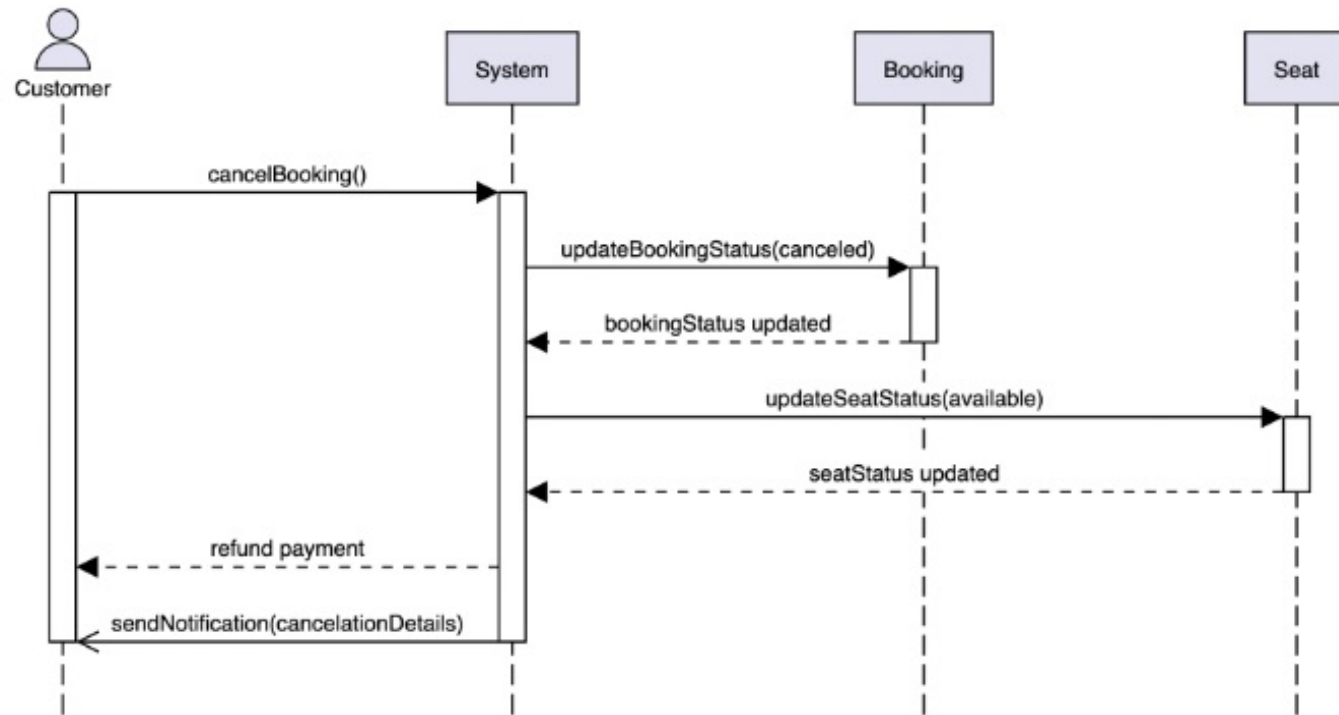 Customer
System
Booking
Seat
cancelBooking()
updateBookingStatus(canceled)
bookingStatus updated
updateSeatStatus(available)
seatStatus updated
refund payment
sendNotification(cancelationDetails)